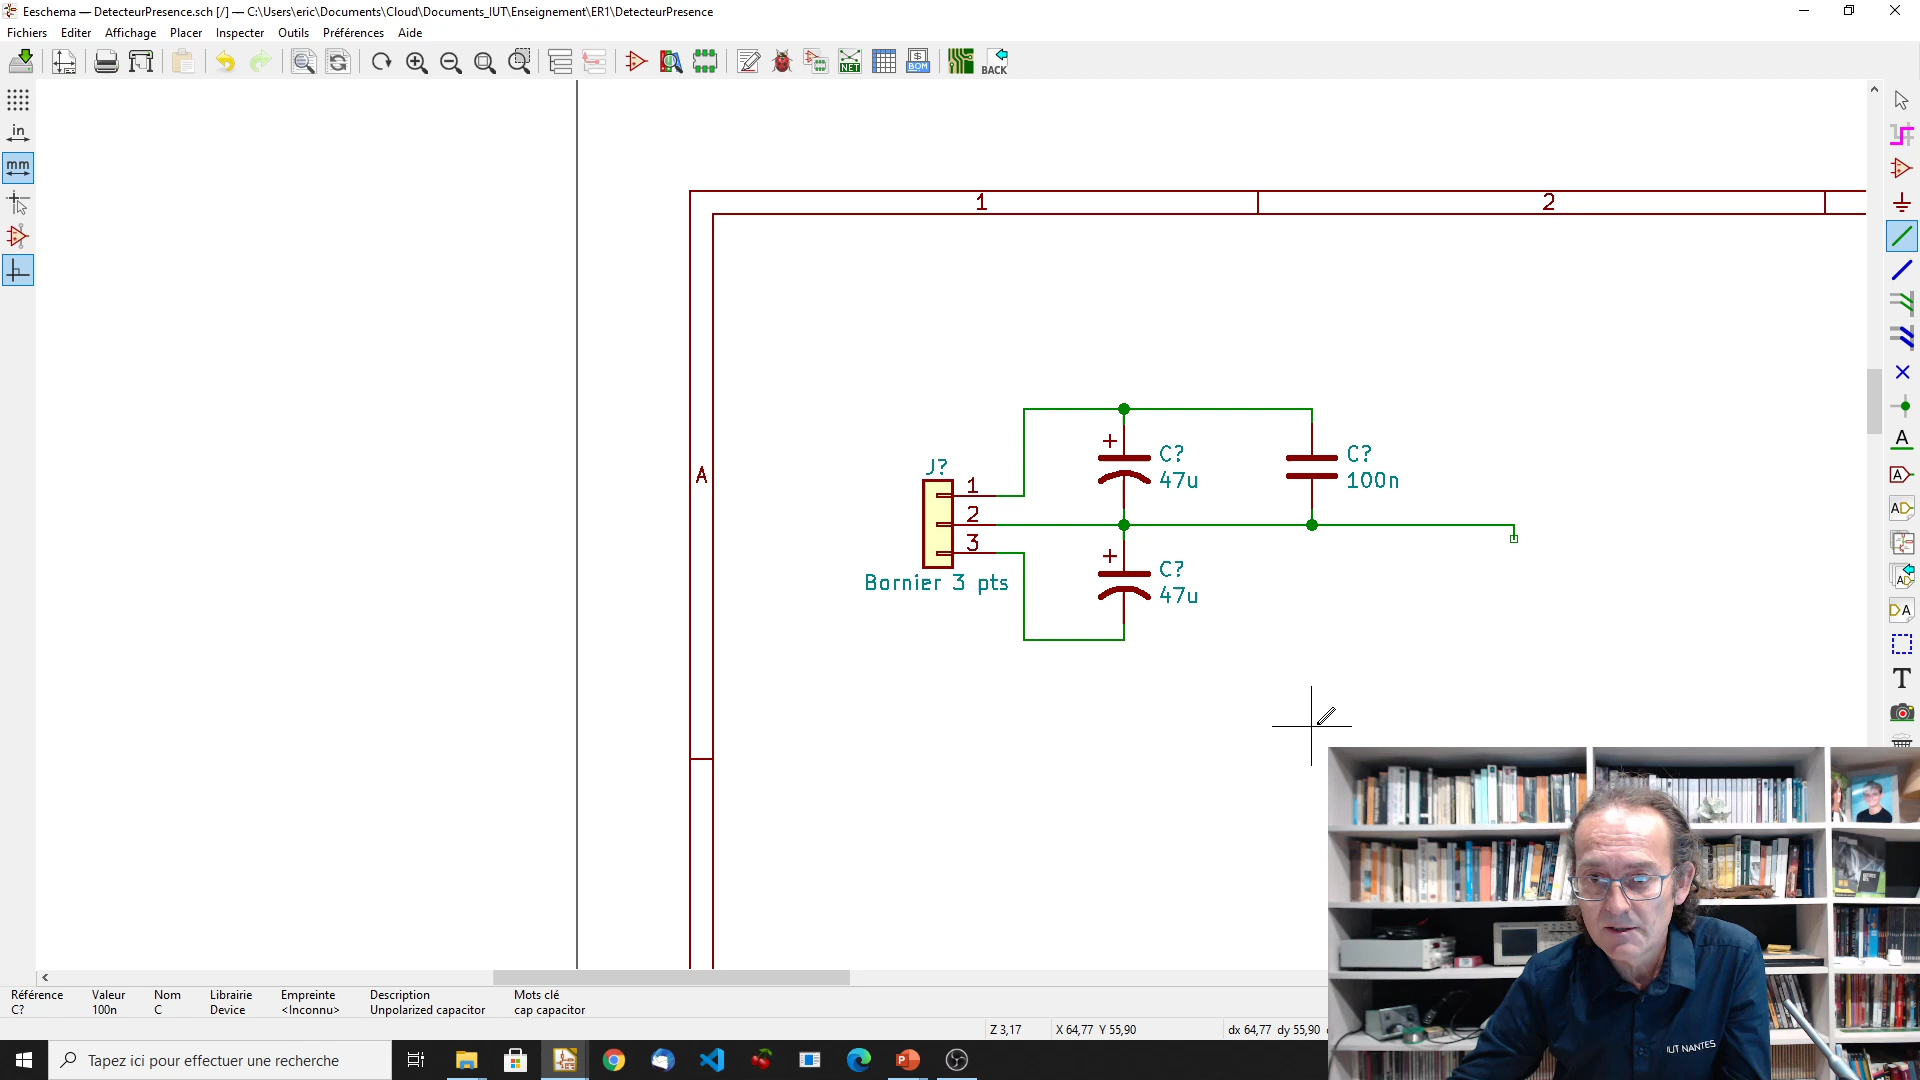 Eeschema — DetecteurPresence.sch [/] — C:\Users\eric\Documents\Cloud\Documents_IUT\Enseignement\ER1\DetecteurPresence
Fichiers Editer Affichage Placer Inspecter Outils Préférences Aide
NET
BOM
BACK
in
mm
1 2
A
J?
1
2
3
Bornier 3 pts
+
C?
47u
C?
100n
+
C?
47u
A
A
A
A
A
T
Référence Valeur Nom Librairie Empreinte Description Mots clé
C? 100n C Device <Inconnu> Unpolarized capacitor cap capacitor
Z 3,17 X 64,77 Y 55,90 dx 64,77 dy 55,90
IUT NANTES
Tapez ici pour effectuer une recherche